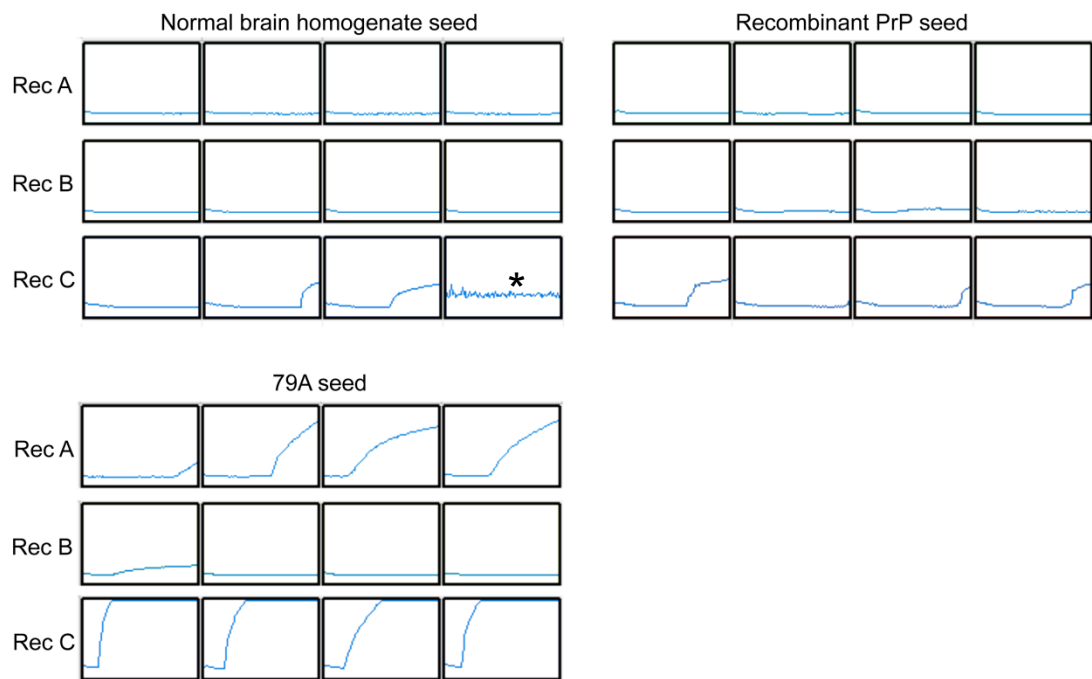 Normal brain homogenate seed
Recombinant PrP seed
Rec A
Rec B
Rec C
*
79A seed
Rec A
Rec B
Rec C